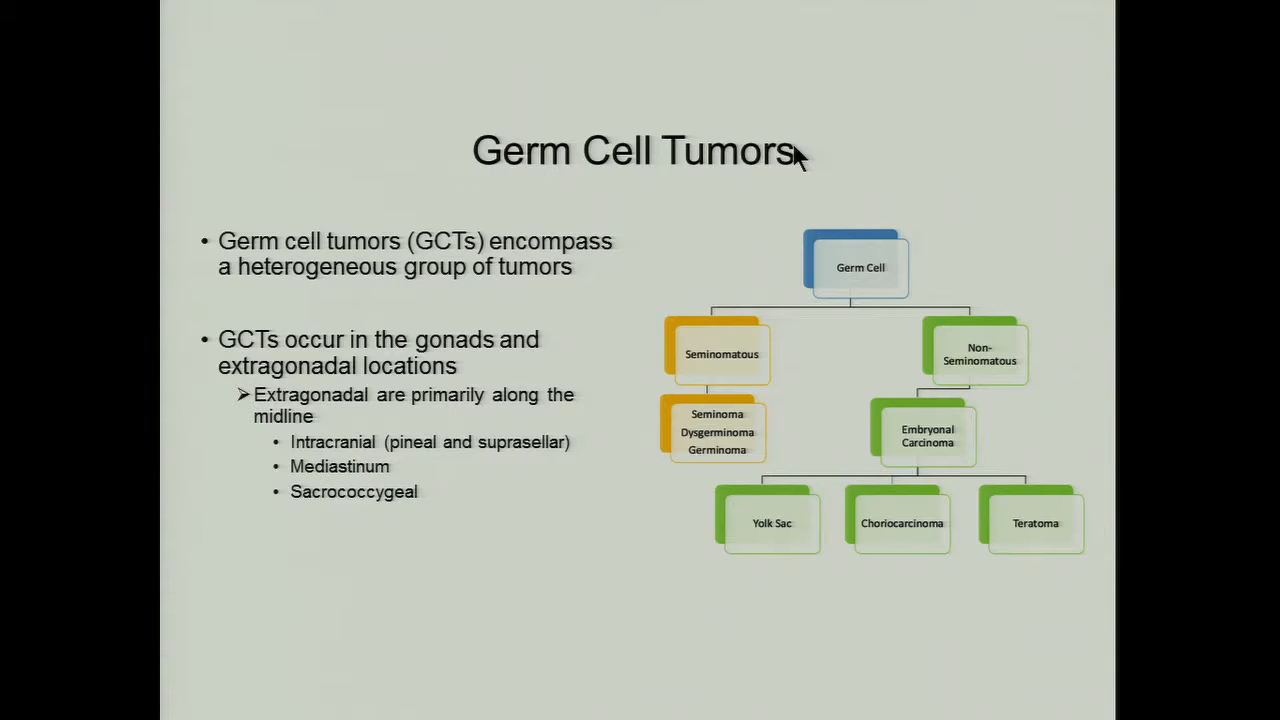 Germ Cell Tumors
• Germ cell tumors (GCTs) encompass
a heterogeneous group of tumors
• GCTs occur in the gonads and
extragonadal locations
➢ Extragonadal are primarily along the
midline
• Intracranial (pineal and suprasellar)
• Mediastinum
• Sacrococcygeal
Germ Cell
Seminomatous
Non-
Seminomatous
Seminoma
Dysgerminoma
Germinoma
Embryonal
Carcinoma
Yolk Sac
Choriocarcinoma
Teratoma